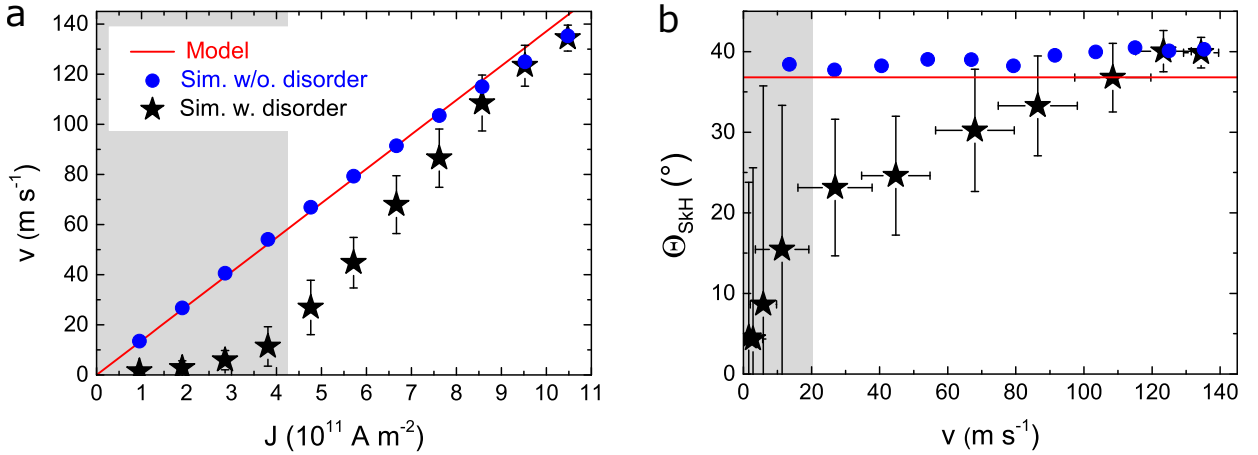 a
140
120
100
80
60
40
20
0
v (m s⁻¹)
Model
Sim. w/o. disorder
Sim. w. disorder
0 1 2 3 4 5 6 7 8 9 10 11
J (10¹¹ A m⁻²)
b
40
30
20
10
0
Θ_SkH (°)
0 20 40 60 80 100 120 140
v (m s⁻¹)